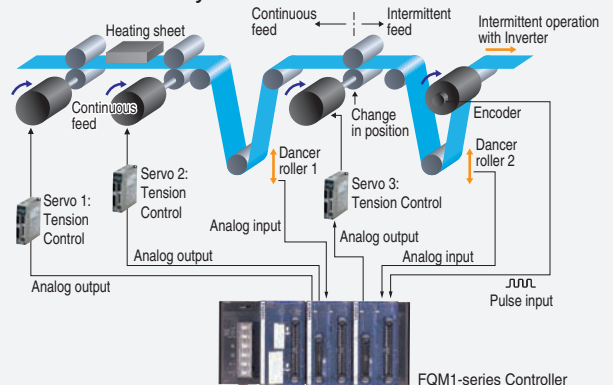 Continuous
feed
Intermittent
feed
Intermittent operation
with Inverter
Heating sheet
Continuous
feed
Change
in position
Encoder
Dancer
roller 1
Dancer
roller 2
Servo 1:
Tension
Control
Servo 2:
Tension
Control
Servo 3:
Tension Control
Analog input
Analog output
Analog output
Analog input
Analog output
Pulse input
FQM1-series Controller